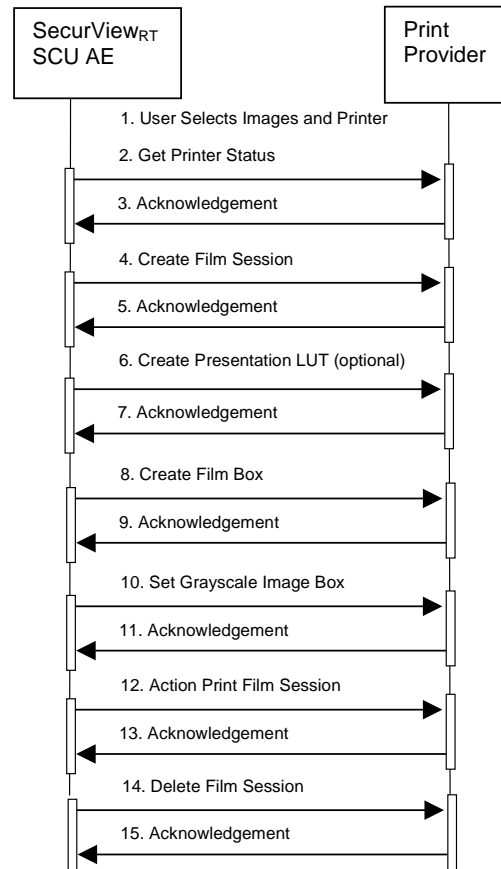 SecurViewRT
SCU AE
Print
Provider
1. User Selects Images and Printer
2. Get Printer Status
3. Acknowledgement
4. Create Film Session
5. Acknowledgement
6. Create Presentation LUT (optional)
7. Acknowledgement
8. Create Film Box
9. Acknowledgement
10. Set Grayscale Image Box
11. Acknowledgement
12. Action Print Film Session
13. Acknowledgement
14. Delete Film Session
15. Acknowledgement